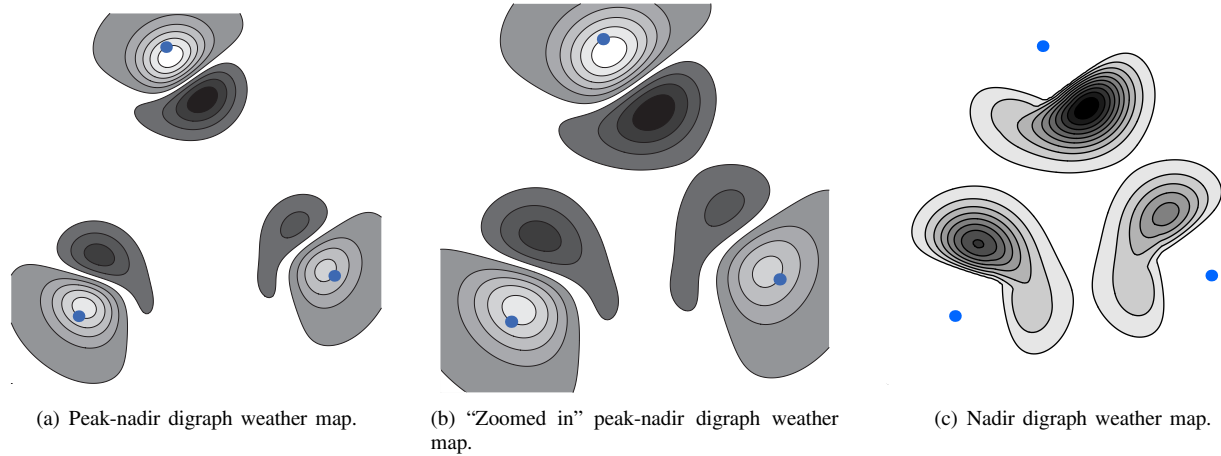 (a) Peak-nadir digraph weather map.
(b) “Zoomed in” peak-nadir digraph weather
map.
(c) Nadir digraph weather map.